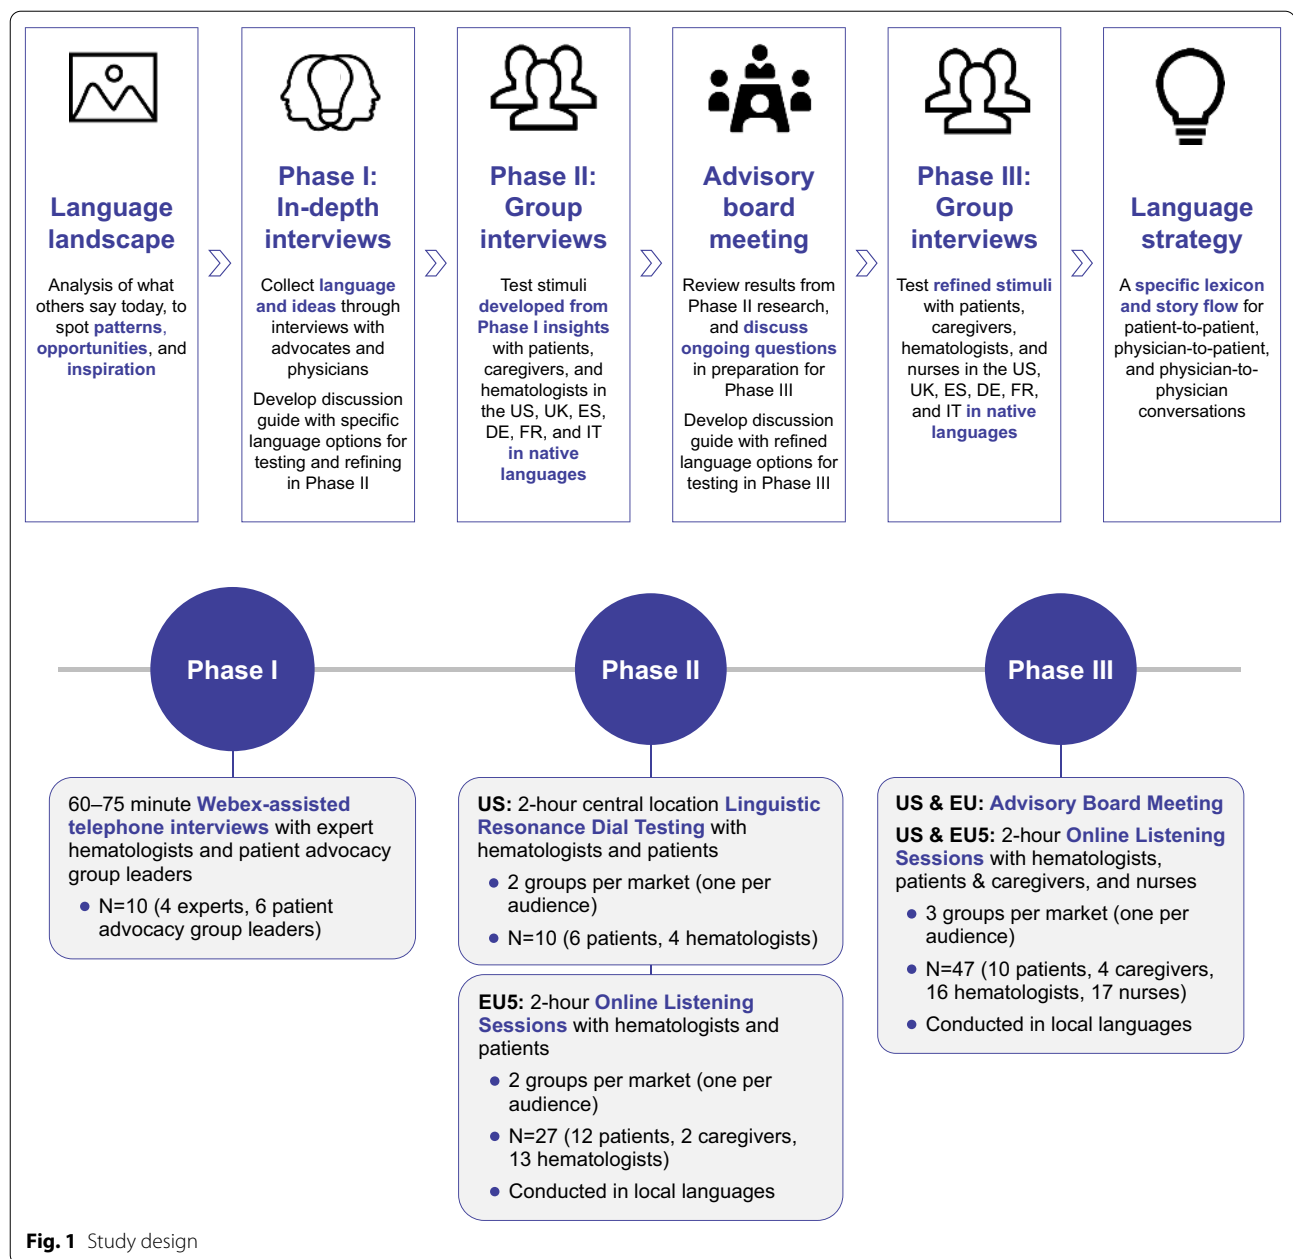 Language
landscape
Analysis of what
others say today, to
spot patterns,
opportunities, and
inspiration
Phase I:
In-depth
interviews
Collect language
and ideas through
interviews with
advocates and
physicians
Develop discussion
guide with specific
language options for
testing and refining
in Phase II
Phase II:
Group
interviews
Test stimuli
developed from
Phase I insights
with patients,
caregivers, and
hematologists in
the US, UK, ES,
DE, FR, and IT
in native
languages
Advisory
board
meeting
Review results from
Phase II research,
and discuss
ongoing questions
in preparation for
Phase III
Develop discussion
guide with refined
language options for
testing in Phase III
Phase III:
Group
interviews
Test refined stimuli
with patients,
caregivers,
hematologists, and
nurses in the US,
UK, ES, DE, FR,
and IT in native
languages
Language
strategy
A specific lexicon
and story flow for
patient-to-patient,
physician-to-patient,
and physician-to-
physician
conversations
Phase I
Phase II
Phase III
60–75 minute Webex-assisted
telephone interviews with expert
hematologists and patient advocacy
group leaders
• N=10 (4 experts, 6 patient
advocacy group leaders)
US: 2-hour central location Linguistic
Resonance Dial Testing with
hematologists and patients
• 2 groups per market (one per
audience)
• N=10 (6 patients, 4 hematologists)
EU5: 2-hour Online Listening
Sessions with hematologists and
patients
• 2 groups per market (one per
audience)
• N=27 (12 patients, 2 caregivers,
13 hematologists)
• Conducted in local languages
US & EU: Advisory Board Meeting
US & EU5: 2-hour Online Listening
Sessions with hematologists,
patients & caregivers, and nurses
• 3 groups per market (one per
audience)
• N=47 (10 patients, 4 caregivers,
16 hematologists, 17 nurses)
• Conducted in local languages
Fig. 1 Study design